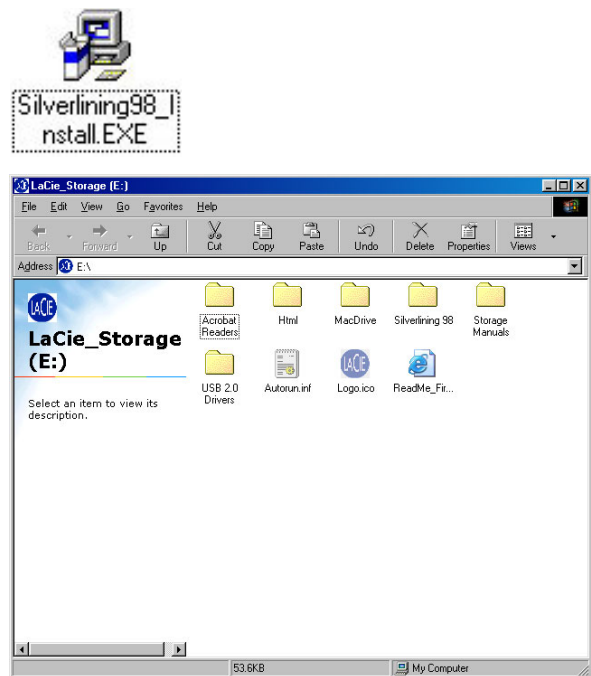 Silverlining98_I
nstall.EXE
LaCie_Storage (E:)
File Edit View Go Favorites Help
Back Forward Up Cut Copy Paste Undo Delete Properties Views
Address E:\
LACIE
LaCie_Storage
(E:)
Select an item to view its
description.
Acrobat
Readers
Html
MacDrive
Silverlining 98
Storage
Manuals
USB 2.0
Drivers
Autorun.inf
LACIE
Logo.ico
ReadMe_Fir...
53.6KB
My Computer